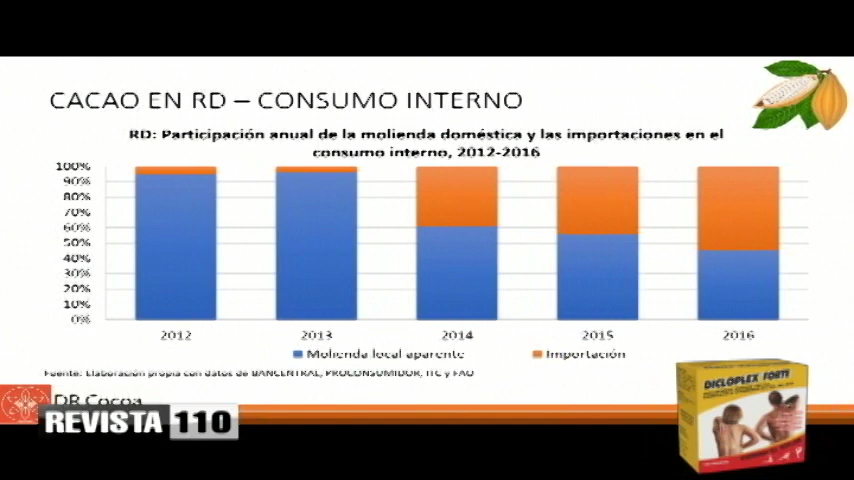 CACAO EN RD – CONSUMO INTERNO
RD: Participación anual de la molienda doméstica y las importaciones en el
consumo interno, 2012-2016
100%
90%
80%
70%
60%
50%
40%
30%
20%
10%
0%
2012 2013 2014 2015 2016
Molienda local aparente Importación
Fuente: Elaboración propia con datos de BANCENTRAL, PROCONSUMIDOR, ITC y FAO
DR Cocoa
REVISTA 110
DICLOPLEX FORTE